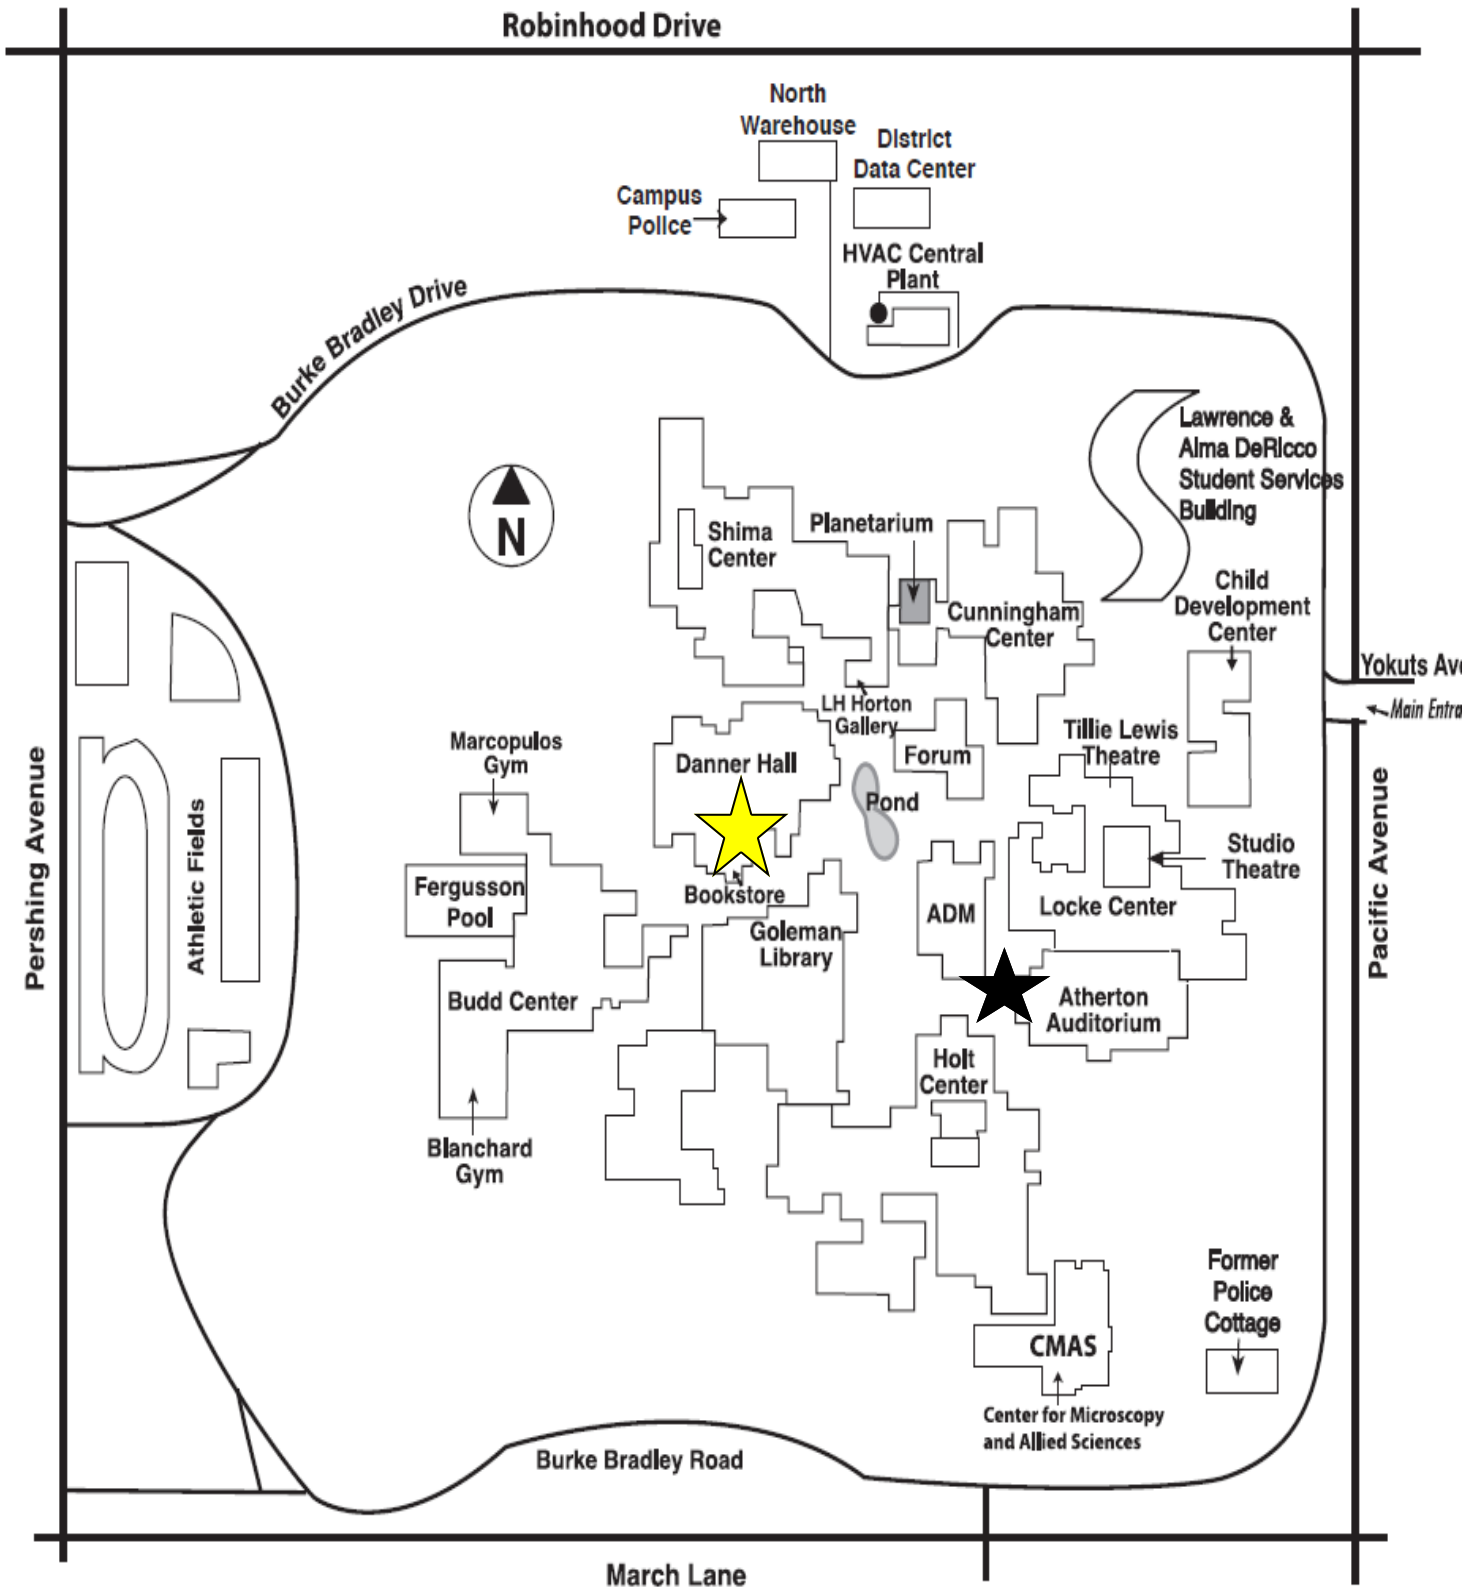 Robinhood Drive
North
Warehouse
District
Data Center
Campus
Police
HVAC Central
Plant
Burke Bradley Drive
N
Lawrence &
Alma DeRicco
Student Services
Building
Shima
Center
Planetarium
Cunningham
Center
Child
Development
Center
Yokuts Ave
Main Entra
LH Horton
Gallery
Tillie Lewis
Theatre
Marcopulos
Gym
Danner Hall
Forum
Pond
Pershing Avenue
Athletic Fields
Pacific Avenue
Studio
Theatre
Fergusson
Pool
Bookstore
ADM
Locke Center
Goleman
Library
Budd Center
Atherton
Auditorium
Holt
Center
Blanchard
Gym
Former
Police
Cottage
CMAS
Center for Microscopy
and Allied Sciences
Burke Bradley Road
March Lane